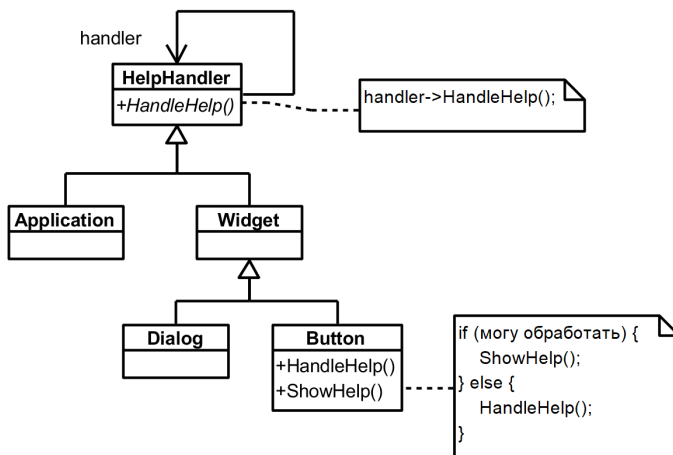 handler
HelpHandler
+HandleHelp()
handler->HandleHelp();
Application
Widget
Dialog
Button
+HandleHelp()
+ShowHelp()
if (могу обработать) {
ShowHelp();
} else {
HandleHelp();
}